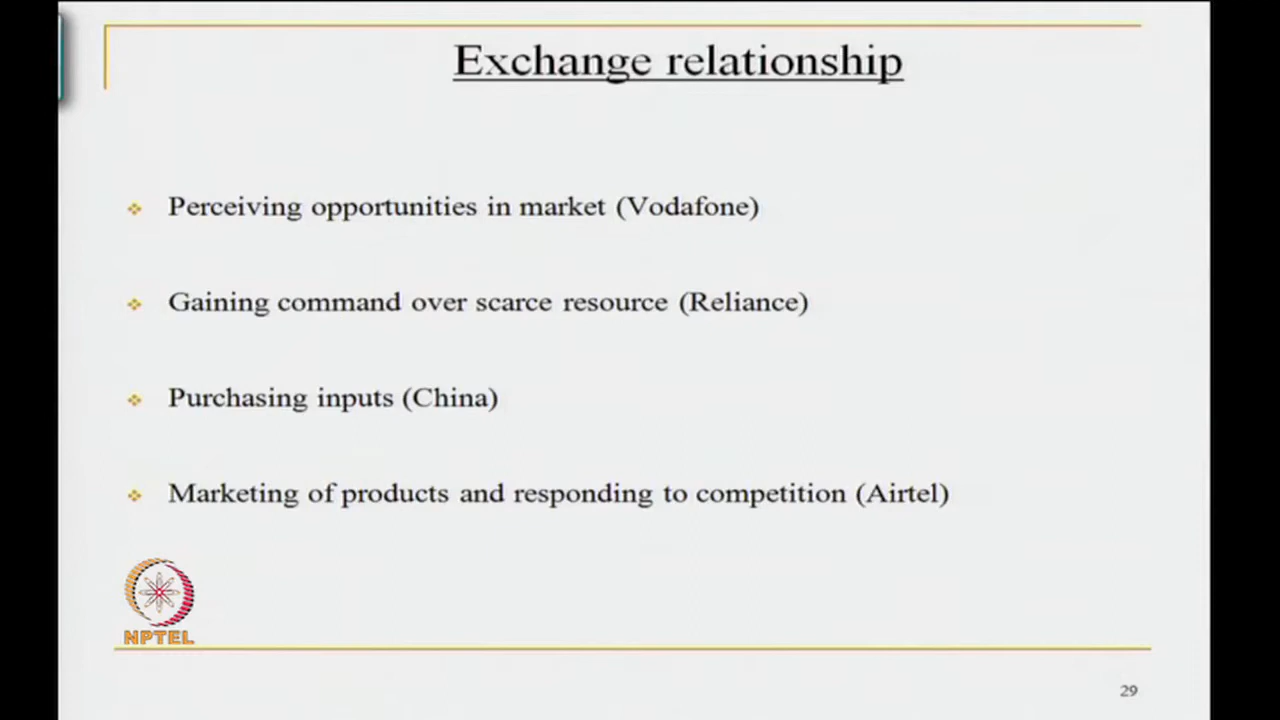 Exchange relationship
Perceiving opportunities in market (Vodafone)
Gaining command over scarce resource (Reliance)
Purchasing inputs (China)
Marketing of products and responding to competition (Airtel)
NPTEL
29